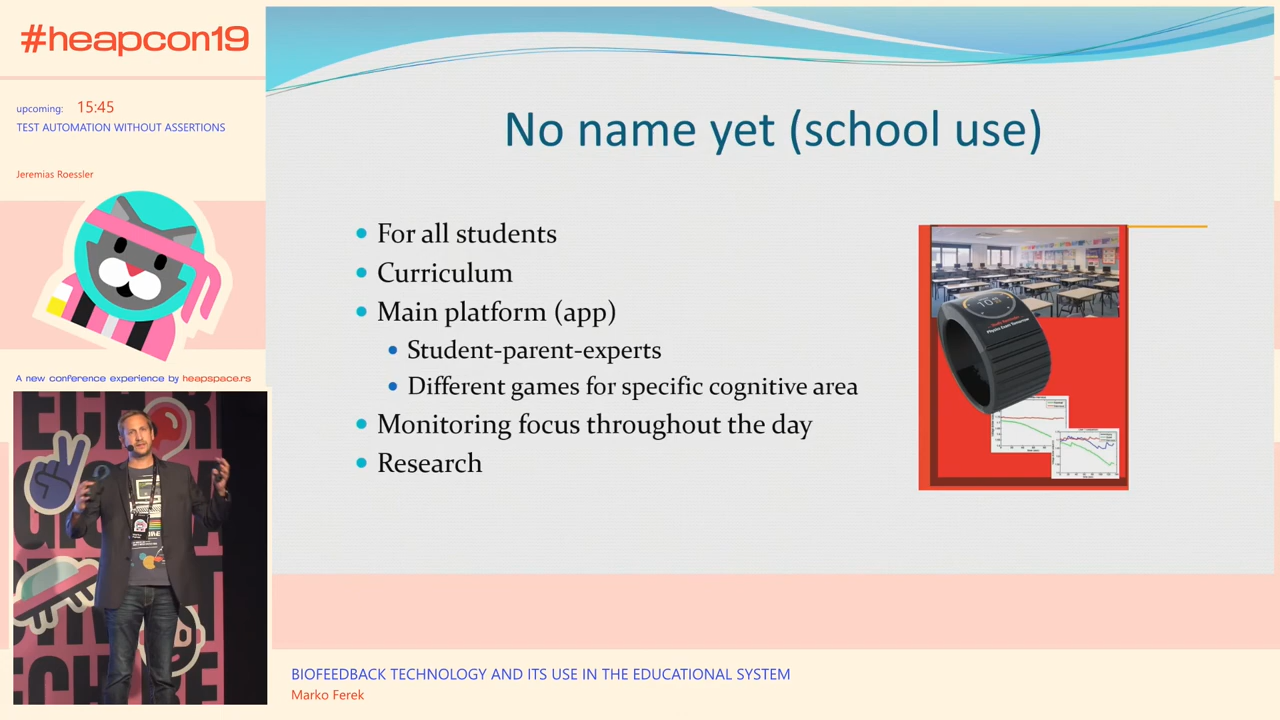 #heapcon19
upcoming: 15:45
TEST AUTOMATION WITHOUT ASSERTIONS
Jeremias Roessler
A new conference experience by heapspace.rs
No name yet (school use)
For all students
Curriculum
Main platform (app)
Student-parent-experts
Different games for specific cognitive area
Monitoring focus throughout the day
Research
BIOFEEDBACK TECHNOLOGY AND ITS USE IN THE EDUCATIONAL SYSTEM
Marko Ferek